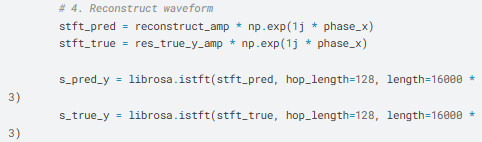 # 4. Reconstruct waveform
stft_pred = reconstruct_amp * np.exp(1j * phase_x)
stft_true = res_true_y_amp * np.exp(1j * phase_x)
s_pred_y = librosa.istft(stft_pred, hop_length=128, length=16000 *
3)
s_true_y = librosa.istft(stft_true, hop_length=128, length=16000 *
3)